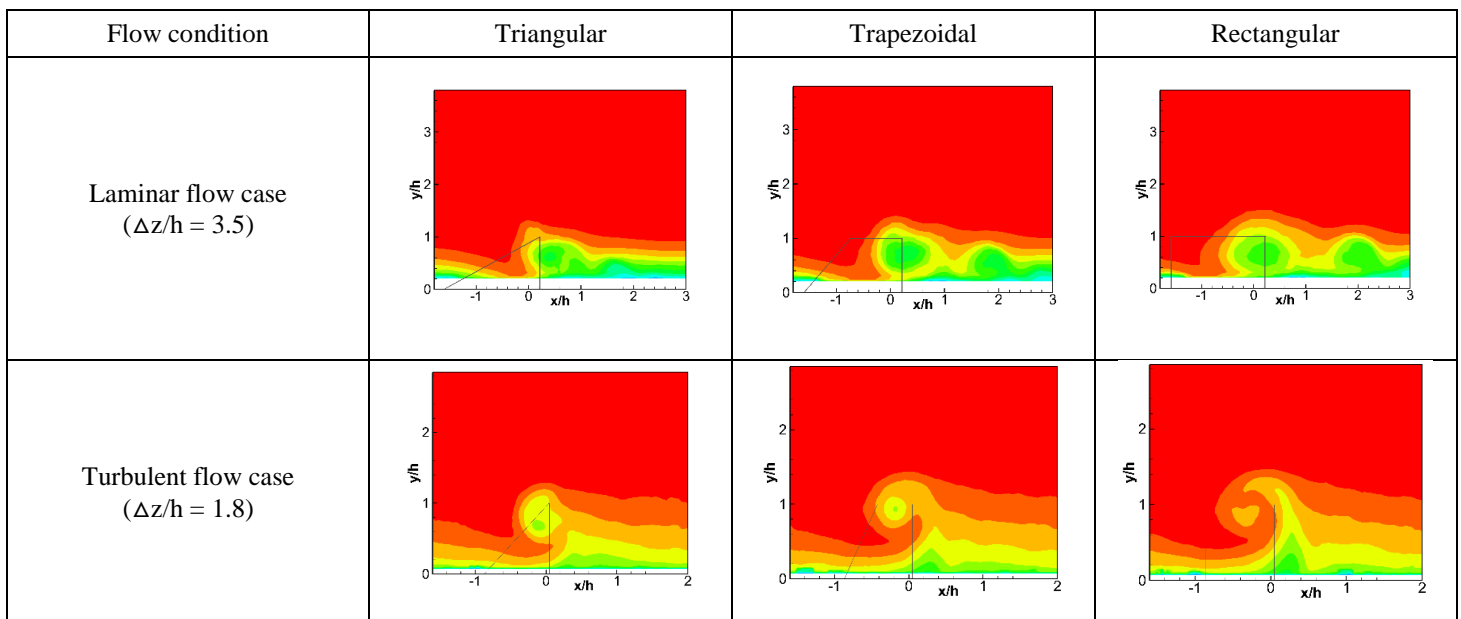 Flow condition
Triangular
Trapezoidal
Rectangular
Laminar flow case
(△z/h = 3.5)
y/h
3
2
1
0
-1
0
1
2
3
x/h
y/h
3
2
1
0
-1
0
1
2
3
x/h
y/h
3
2
1
0
-1
0
1
2
3
x/h
Turbulent flow case
(△z/h = 1.8)
y/h
2
1
0
-1
0
1
2
x/h
y/h
2
1
0
-1
0
1
2
x/h
y/h
2
1
0
-1
0
1
2
x/h